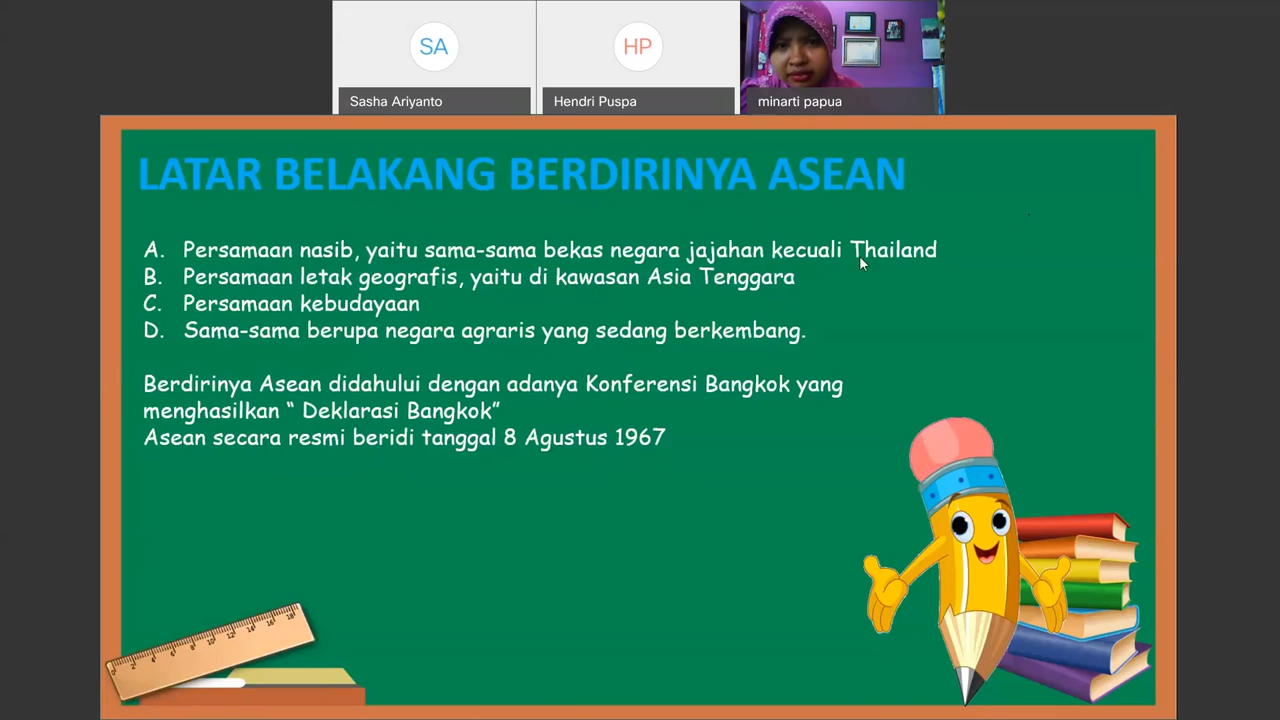 SA
HP
Sasha Ariyanto
Hendri Puspa
minarti papua
LATAR BELAKANG BERDIRINYA ASEAN
A. Persamaan nasib, yaitu sama-sama bekas negara jajahan kecuali Thailand
B. Persamaan letak geografis, yaitu di kawasan Asia Tenggara
C. Persamaan kebudayaan
D. Sama-sama berupa negara agraris yang sedang berkembang.
Berdirinya Asean didahului dengan adanya Konferensi Bangkok yang
menghasilkan “ Deklarasi Bangkok”
Asean secara resmi beridi tanggal 8 Agustus 1967